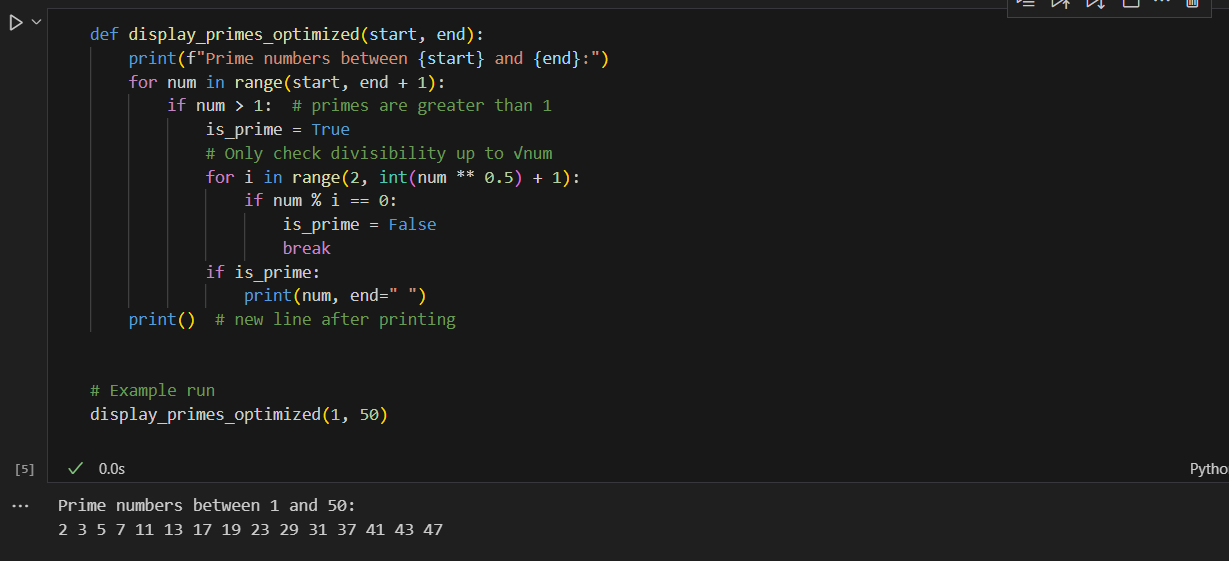 def display_primes_optimized(start, end):
    print(f"Prime numbers between {start} and {end}:")
    for num in range(start, end + 1):
        if num > 1:  # primes are greater than 1
            is_prime = True
            # Only check divisibility up to √num
            for i in range(2, int(num ** 0.5) + 1):
                if num % i == 0:
                    is_prime = False
                    break
            if is_prime:
                print(num, end=" ")
    print()  # new line after printing
# Example run
display_primes_optimized(1, 50)
[5] 0.0s Pytho
Prime numbers between 1 and 50:
2 3 5 7 11 13 17 19 23 29 31 37 41 43 47